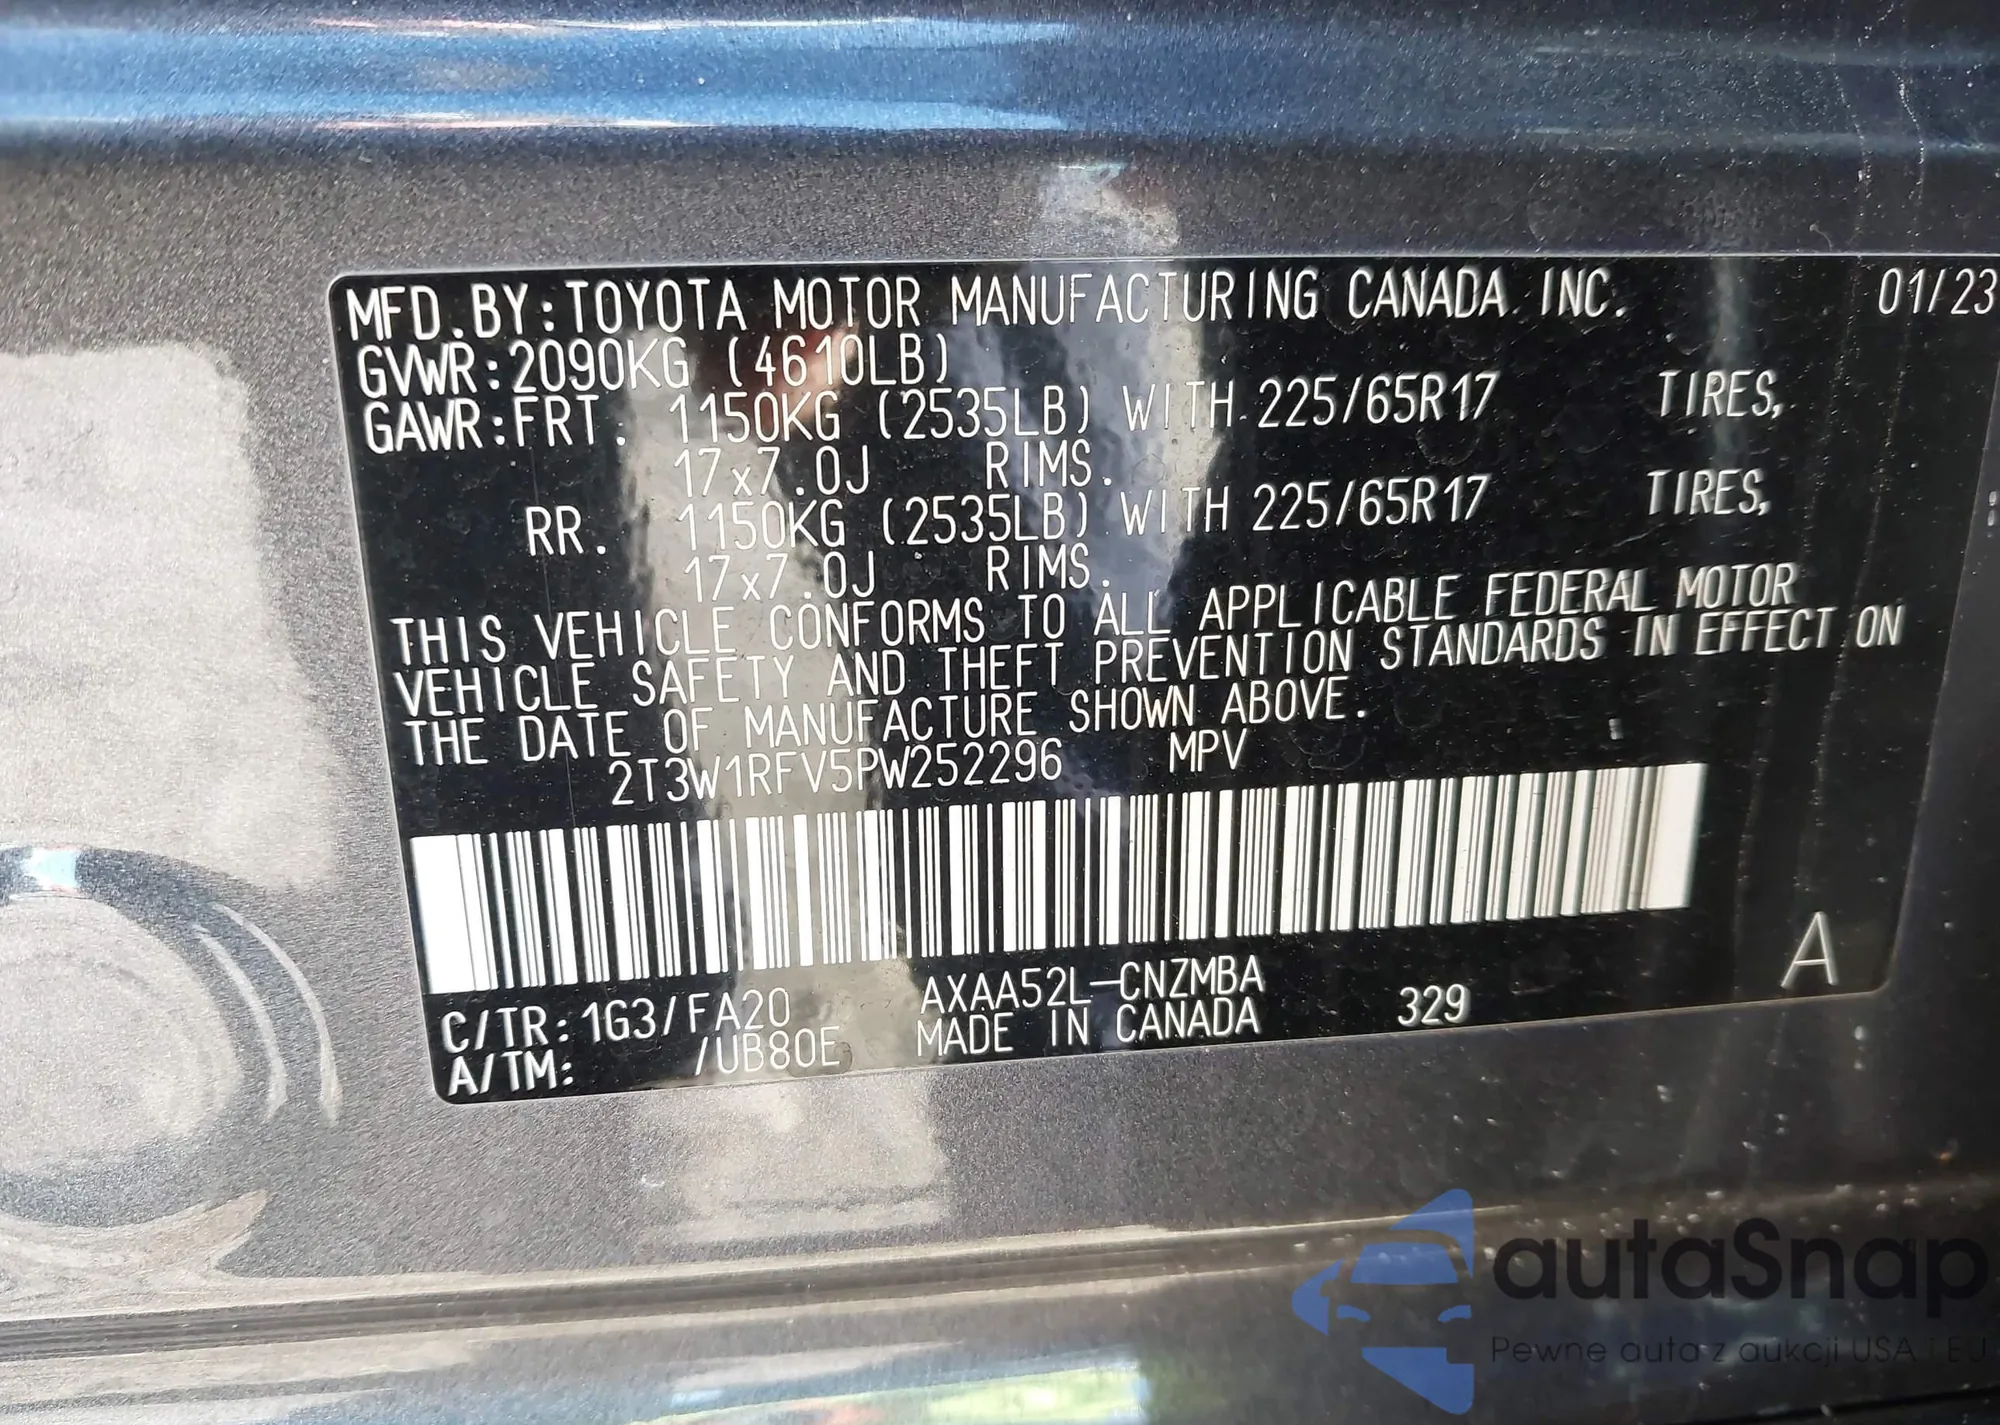 MFD.BY:TOYOTA MOTOR MANUFACTURING CANADA INC. 01/23
GVWR:2090KG (4610LB)
GAWR:FRT. 1150KG (2535LB) WITH 225/65R17 TIRES,
17x7.0J RIMS.
RR. 1150KG (2535LB) WITH 225/65R17 TIRES,
17x7.0J RIMS.
THIS VEHICLE CONFORMS TO ALL APPLICABLE FEDERAL MOTOR
VEHICLE SAFETY AND THEFT PREVENTION STANDARDS IN EFFECT ON
THE DATE OF MANUFACTURE SHOWN ABOVE.
2T3W1RFV5PW252296 MPV
C/TR:1G3/FA20 AXAA52L-CNZMBA 329 A
A/TM: /UB80E MADE IN CANADA
autaSnap
Pewne auta z aukcji USA i EU